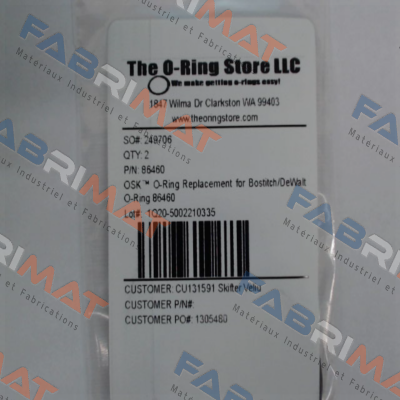 The O-Ring Store LLC
We make getting o-rings easy!
1847 Wilma Dr Clarkston WA 99403
www.theoringstore.com
SO#: 249706
QTY: 2
P/N: 86460
OSK™ O-Ring Replacement for Bostitch/DeWalt
O-Ring 86460
Lot#: 1Q20-5002210335
CUSTOMER: CU131591 Skifter
CUSTOMER P/N#:
CUSTOMER PO#: 1305480
FABRIMAT
Materiaux Industriel et Fabrications